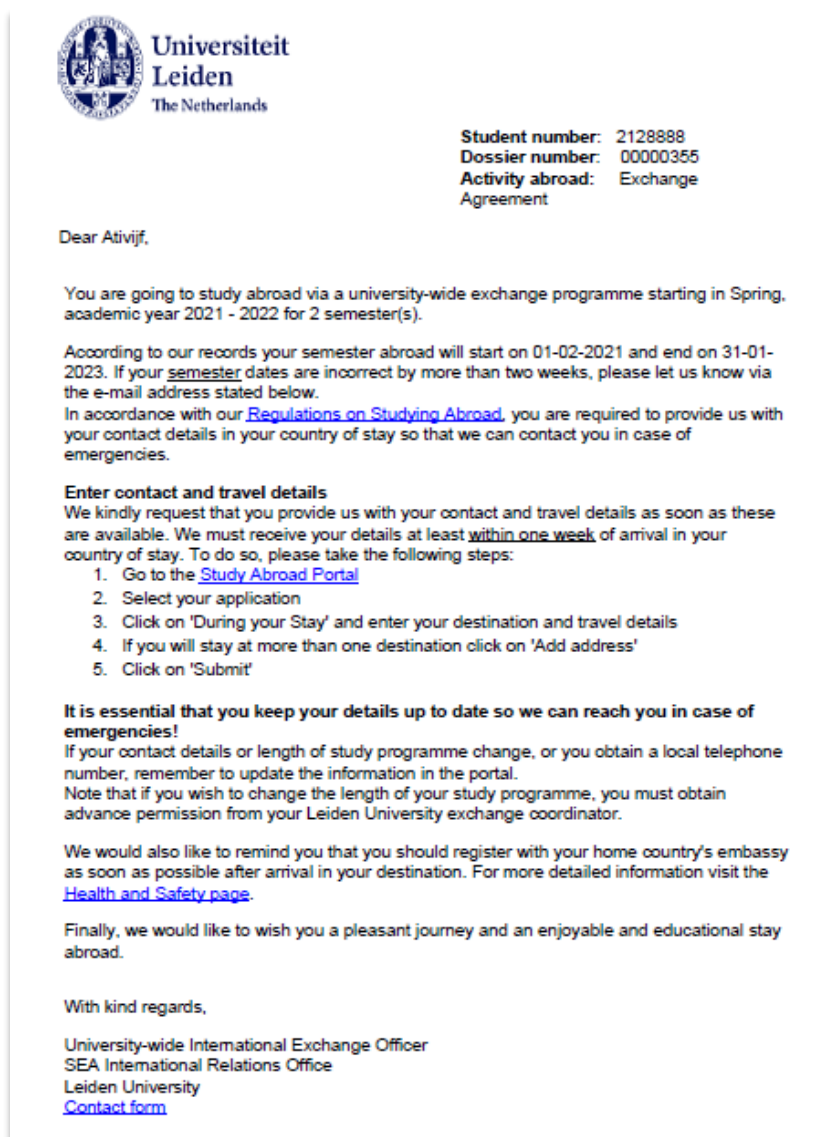 Universiteit
Leiden
The Netherlands
Student number: 2128888
Dossier number: 00000355
Activity abroad: Exchange
Agreement
Dear Ativijf,
You are going to study abroad via a university-wide exchange programme starting in Spring,
academic year 2021 - 2022 for 2 semester(s).
According to our records your semester abroad will start on 01-02-2021 and end on 31-01-
2023. If your semester dates are incorrect by more than two weeks, please let us know via
the e-mail address stated below.
In accordance with our Regulations on Studying Abroad, you are required to provide us with
your contact details in your country of stay so that we can contact you in case of
emergencies.
Enter contact and travel details
We kindly request that you provide us with your contact and travel details as soon as these
are available. We must receive your details at least within one week of arrival in your
country of stay. To do so, please take the following steps:
1. Go to the Study Abroad Portal
2. Select your application
3. Click on 'During your Stay' and enter your destination and travel details
4. If you will stay at more than one destination click on 'Add address'
5. Click on 'Submit'
It is essential that you keep your details up to date so we can reach you in case of
emergencies!
If your contact details or length of study programme change, or you obtain a local telephone
number, remember to update the information in the portal.
Note that if you wish to change the length of your study programme, you must obtain
advance permission from your Leiden University exchange coordinator.
We would also like to remind you that you should register with your home country's embassy
as soon as possible after arrival in your destination. For more detailed information visit the
Health and Safety page.
Finally, we would like to wish you a pleasant journey and an enjoyable and educational stay
abroad.
With kind regards,
University-wide International Exchange Officer
SEA International Relations Office
Leiden University
Contact form